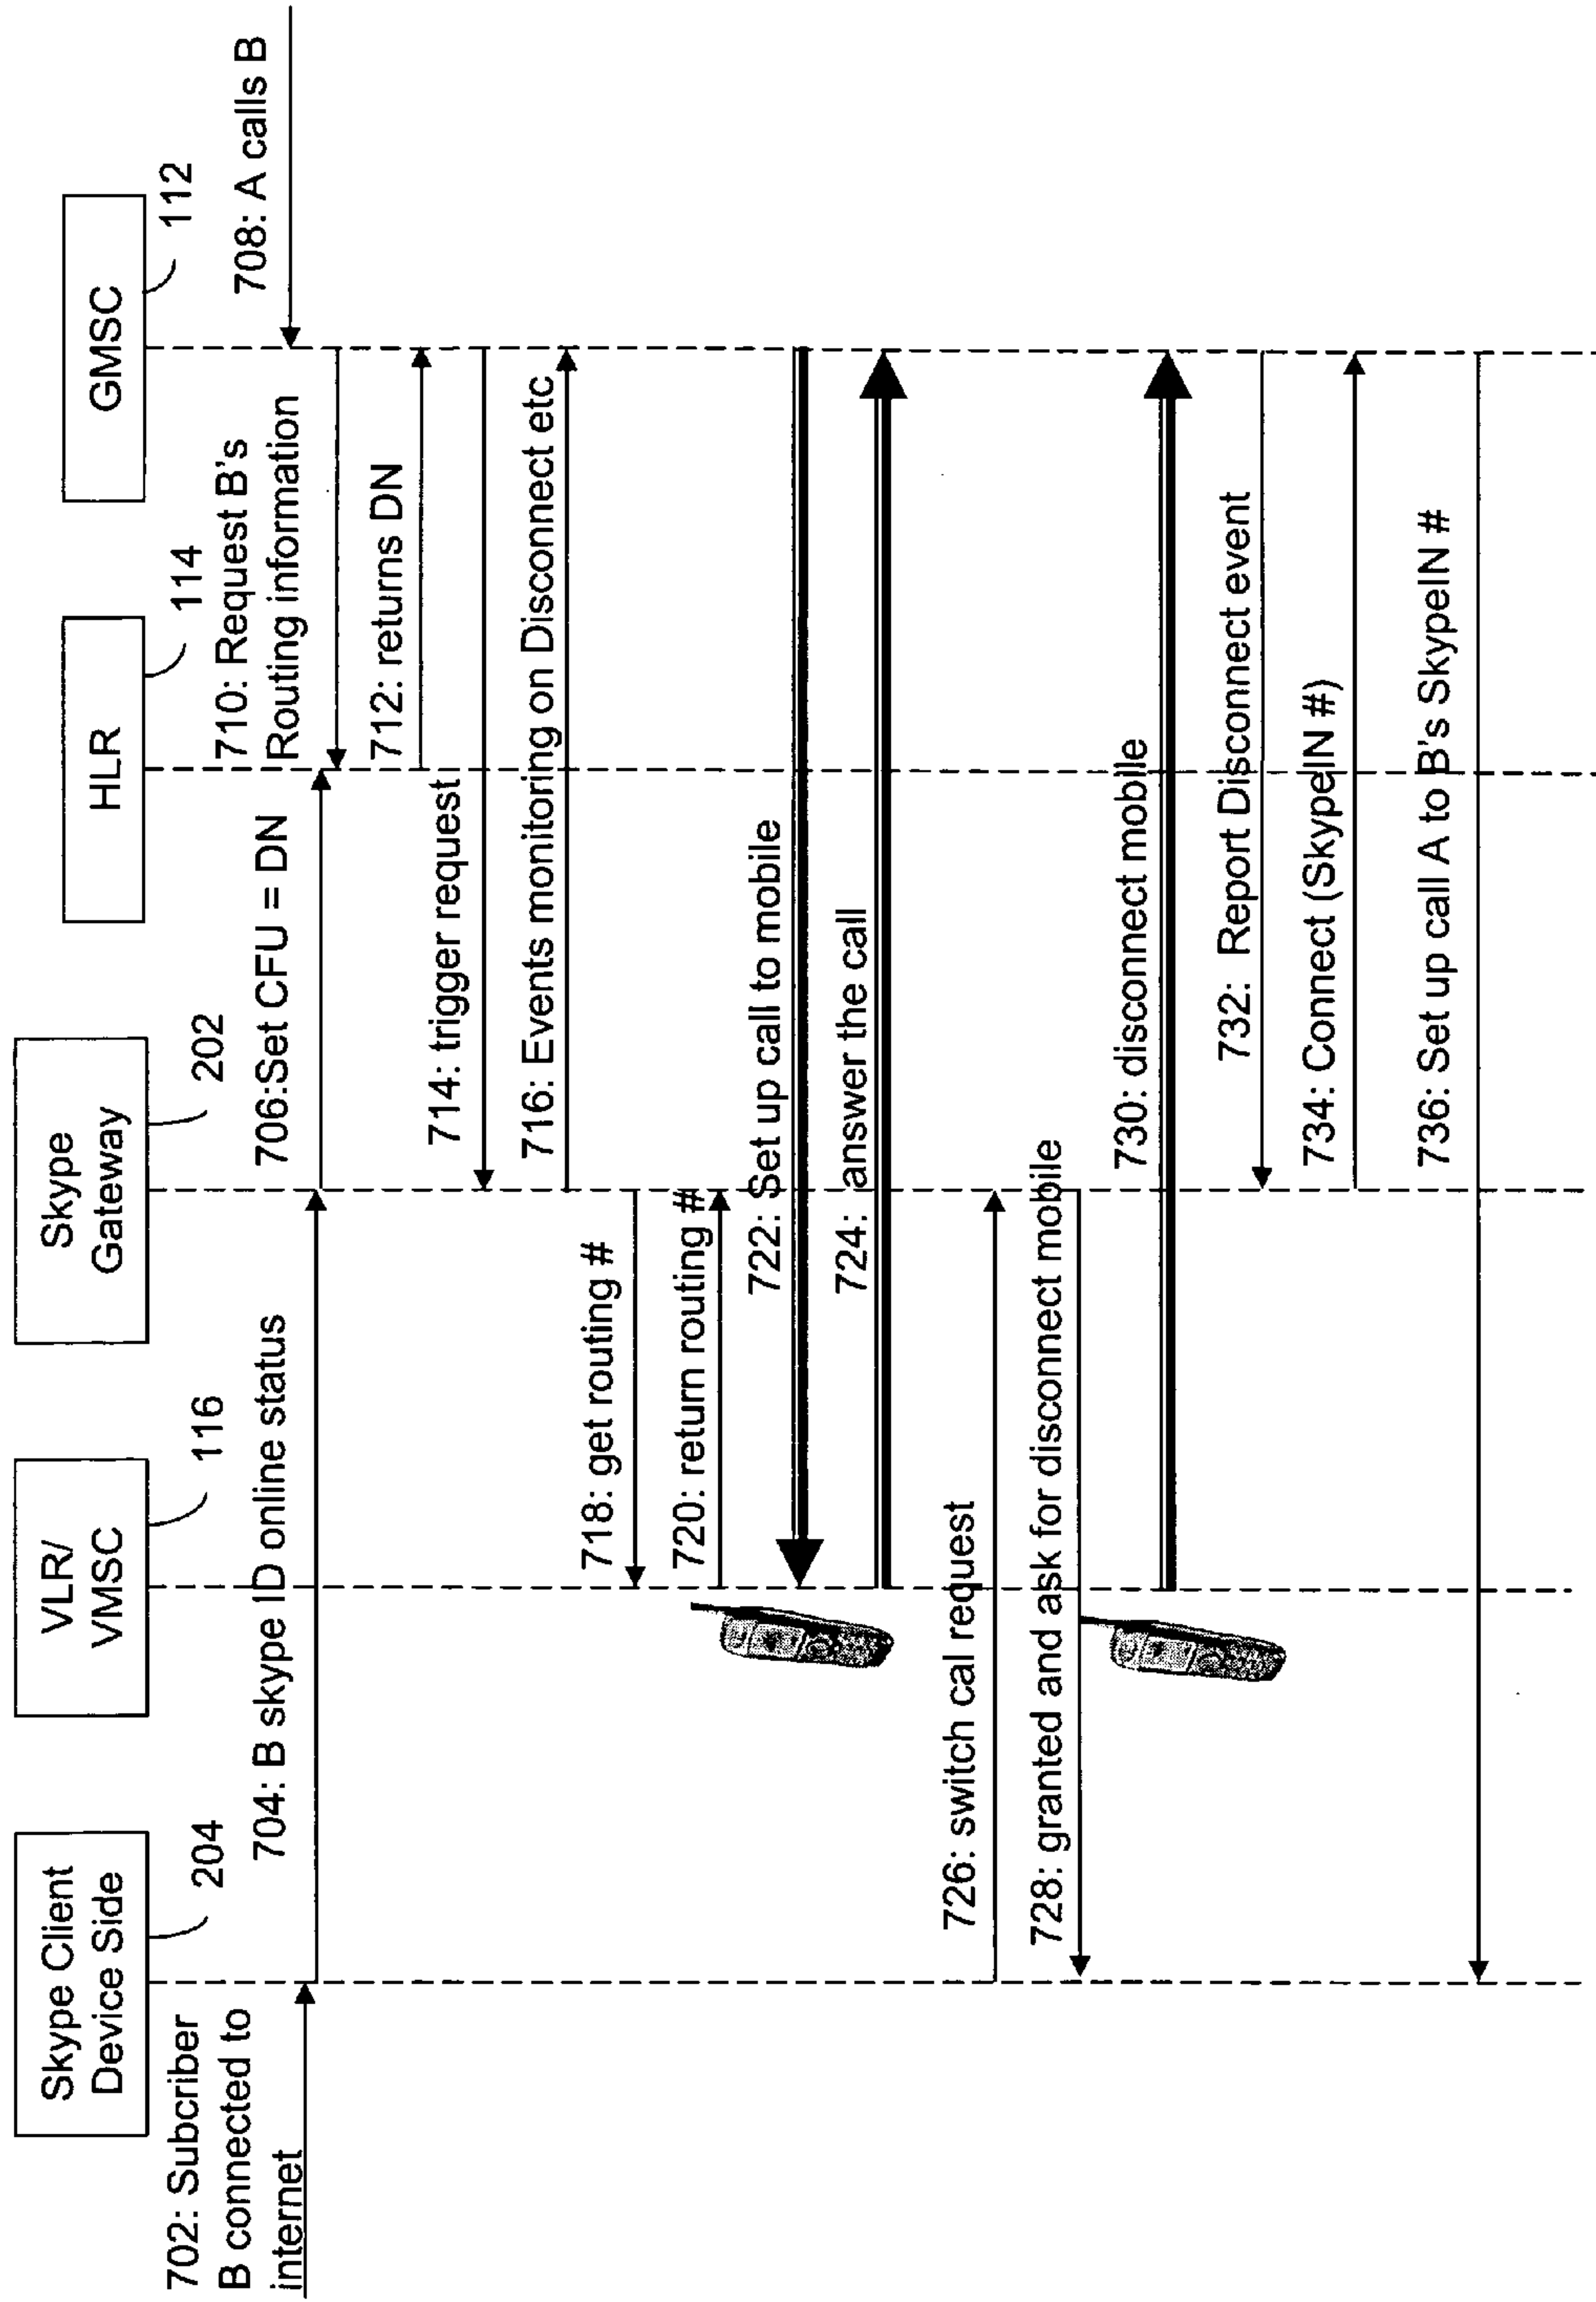 Skype Client
Device Side
204
VLR/
VMSC
116
Skype
Gateway
202
HLR
114
GMSC
112
702: Subcriber
B connected to
internet
704: B skype ID online status
706:Set CFU = DN
708: A calls B
710: Request B's
Routing information
712: returns DN
714: trigger request
716: Events monitoring on Disconnect etc
718: get routing #
720: return routing #
722: Set up call to mobile
724: answer the call
726: switch cal request
728: granted and ask for disconnect mobile
730: disconnect mobile
732: Report Disconnect event
734: Connect (SkypeIN #)
736: Set up call A to B's SkypeIN #